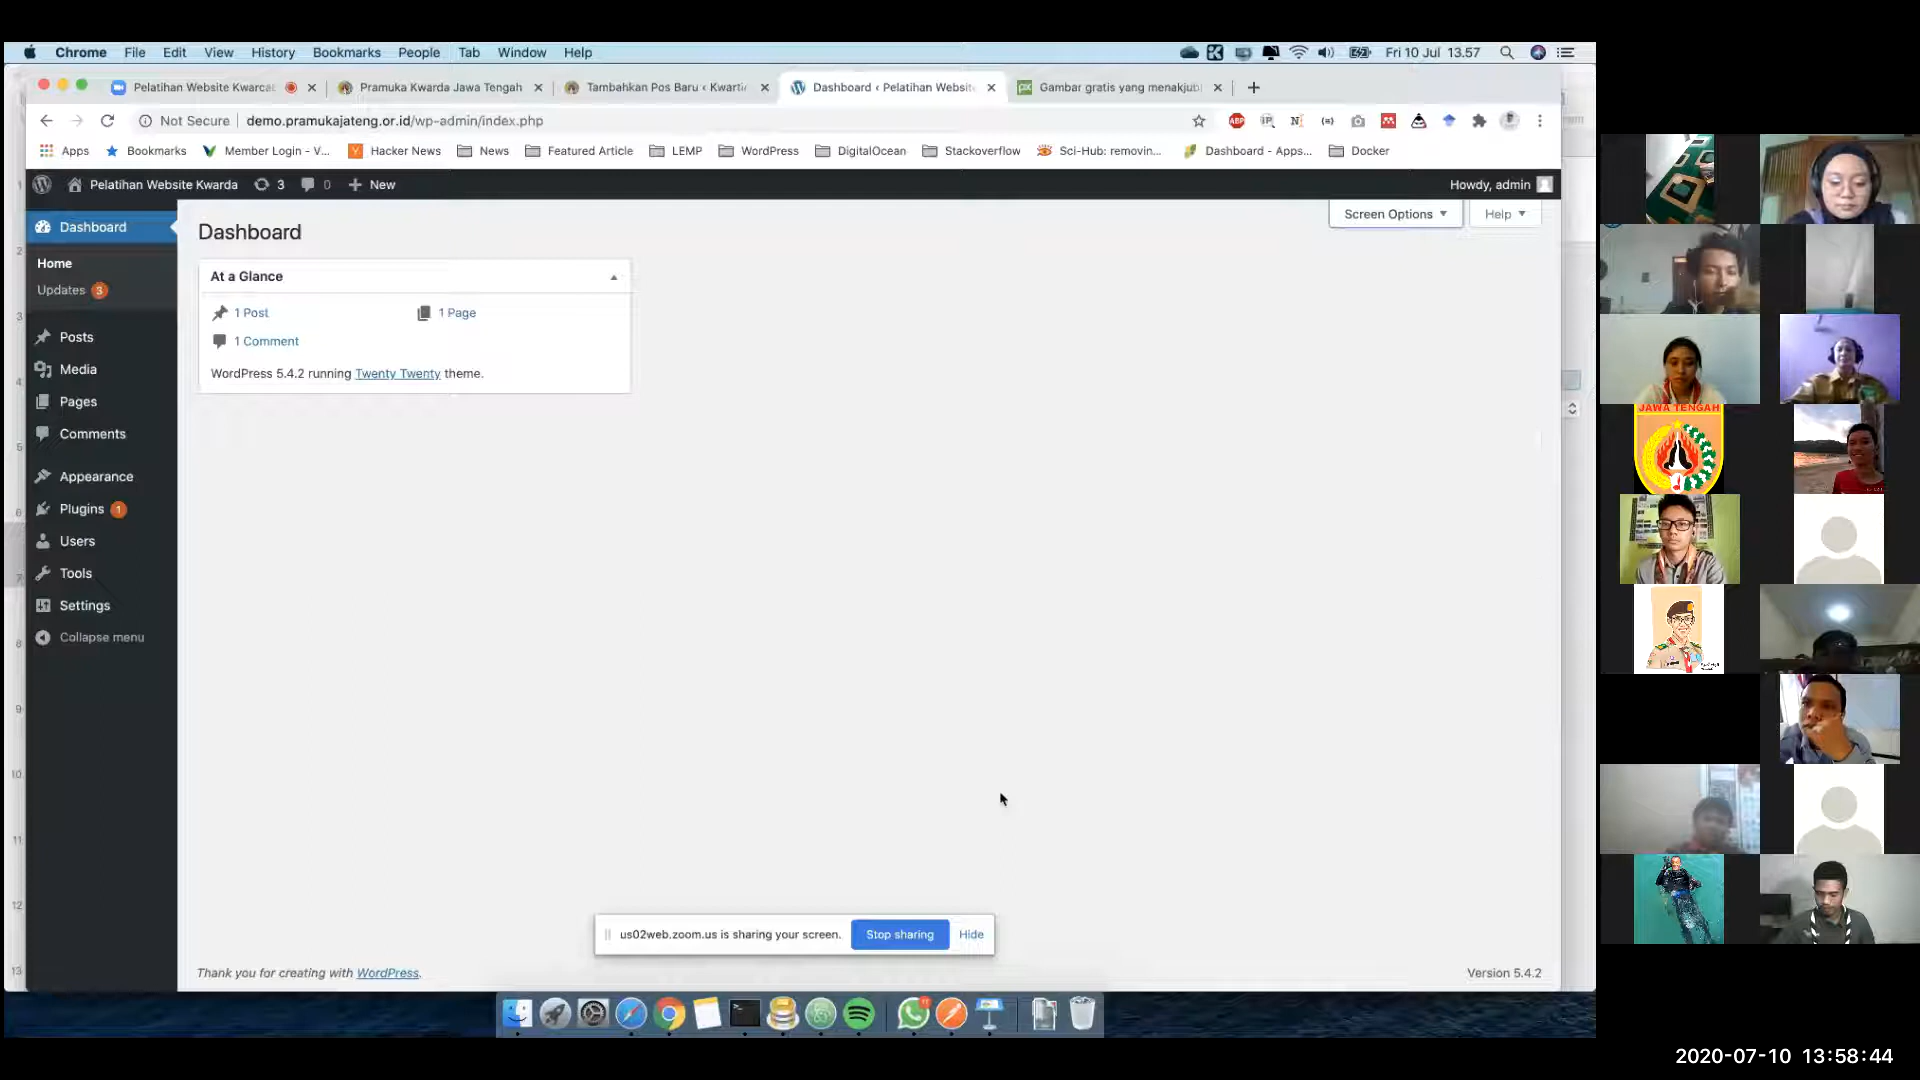 Chrome File Edit View History Bookmarks People Tab Window Help
Fri 10 Jul 13.57
Pelatihan Website Kwarca
Pramuka Kwarda Jawa Tengah
Tambahkan Pos Baru ‹ Kwarti
Dashboard ‹ Pelatihan Websit
Gambar gratis yang menakjub
Not Secure
demo.pramukajateng.or.id/wp-admin/index.php
ABP
Apps
Bookmarks
Member Login - V...
Hacker News
News
Featured Article
LEMP
WordPress
DigitalOcean
Stackoverflow
Sci-Hub: removin...
Dashboard - Apps...
Docker
Pelatihan Website Kwarda
3
0
New
Howdy, admin
Screen Options
Help
Dashboard
Home
Updates 3
Posts
Media
Pages
Comments
Appearance
Plugins 1
Users
Tools
Settings
Collapse menu
Dashboard
At a Glance
1 Post
1 Page
1 Comment
WordPress 5.4.2 running Twenty Twenty theme.
us02web.zoom.us is sharing your screen.
Stop sharing
Hide
Thank you for creating with WordPress.
Version 5.4.2
JAWA TENGAH
2020-07-10 13:58:44